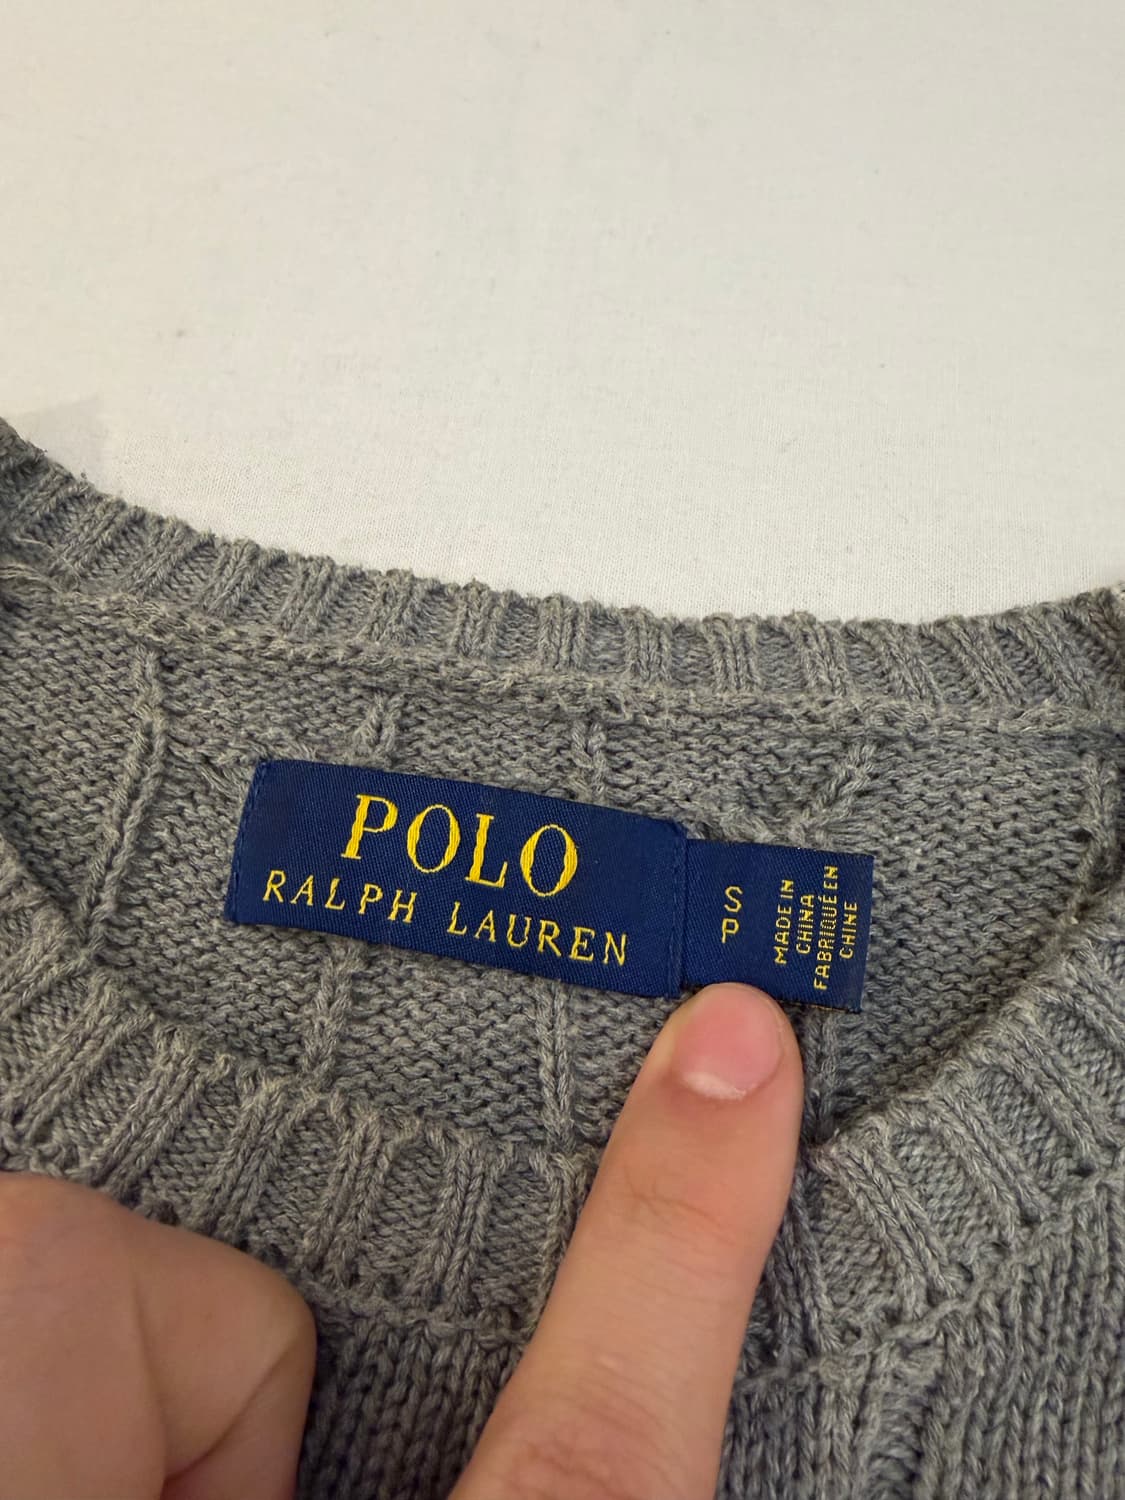 POLO
RALPH LAUREN
S
P
MADE IN
CHINA
FABRIQUÉ EN
CHINE